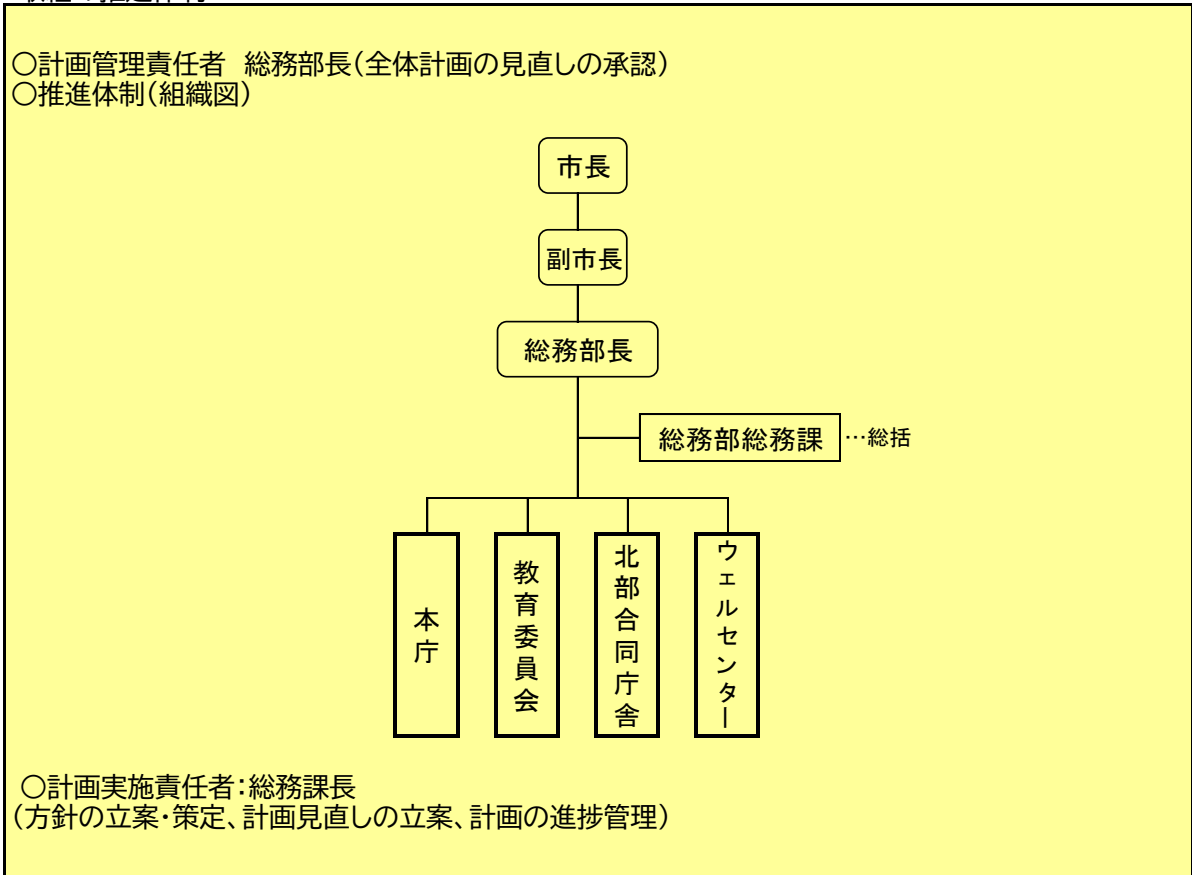 ○計画管理責任者　総務部長(全体計画の見直しの承認)
○推進体制(組織図)
市長
副市長
総務部長
総務部総務課 …総括
本庁
教育委員会
北部合同庁舎
ウェルセンター
○計画実施責任者:総務課長
(方針の立案・策定、計画見直しの立案、計画の進捗管理)